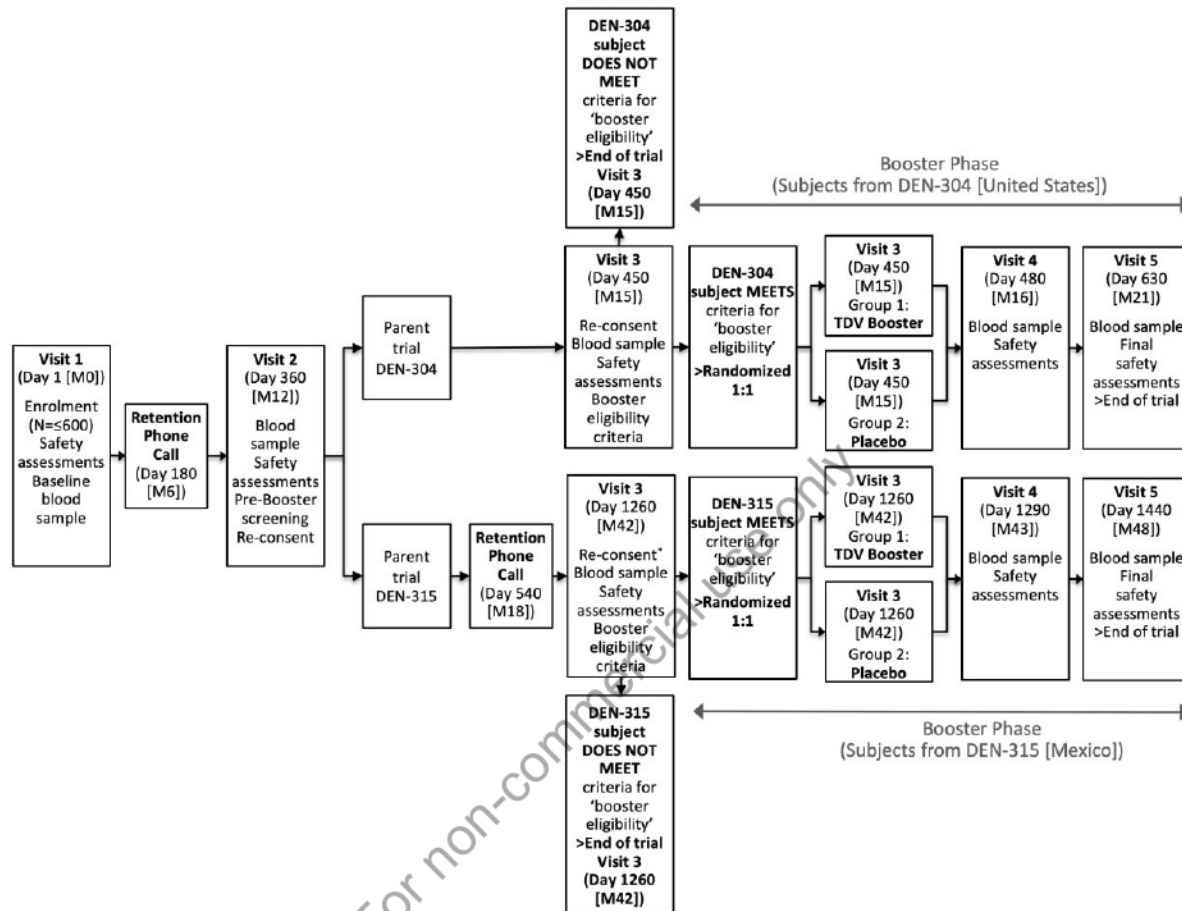 DEN-304
subject
DOES NOT
MEET
criteria for
‘booster
eligibility’
>End of trial
Visit 3
(Day 450
[M15])
Booster Phase
(Subjects from DEN-304 [United States])
Visit 1
(Day 1 [M0])
Enrolment
(N=≤600)
Safety
assessments
Baseline
blood
sample
Retention
Phone
Call
(Day 180
[M6])
Visit 2
(Day 360
[M12])
Blood
sample
Safety
assessments
Pre-Booster
screening
Re-consent
Parent
trial
DEN-304
Visit 3
(Day 450
[M15])
Re-consent
Blood sample
Safety
assessments
Booster
eligibility
criteria
DEN-304
subject MEETS
criteria for
‘booster
eligibility’
>Randomized
1:1
Visit 3
(Day 450
[M15])
Group 1:
TDV Booster
Visit 3
(Day 450
[M15])
Group 2:
Placebo
Visit 4
(Day 480
[M16])
Blood sample
Safety
assessments
Visit 5
(Day 630
[M21])
Blood sample
Final
safety
assessments
>End of trial
Parent
trial
DEN-315
Retention
Phone
Call
(Day 540
[M18])
Visit 3
(Day 1260
[M42])
Re-consent*
Blood sample
Safety
assessments
Booster
eligibility
criteria
DEN-315
subject MEETS
criteria for
‘booster
eligibility’
>Randomized
1:1
Visit 3
(Day 1260
[M42])
Group 1:
TDV Booster
Visit 3
(Day 1260
[M42])
Group 2:
Placebo
Visit 4
(Day 1290
[M43])
Blood sample
Safety
assessments
Visit 5
(Day 1440
[M48])
Blood sample
Final
safety
assessments
>End of trial
Booster Phase
(Subjects from DEN-315 [Mexico])
DEN-315
subject
DOES NOT
MEET
criteria for
‘booster
eligibility’
>End of trial
Visit 3
(Day 1260
[M42])
For non-commercial use only